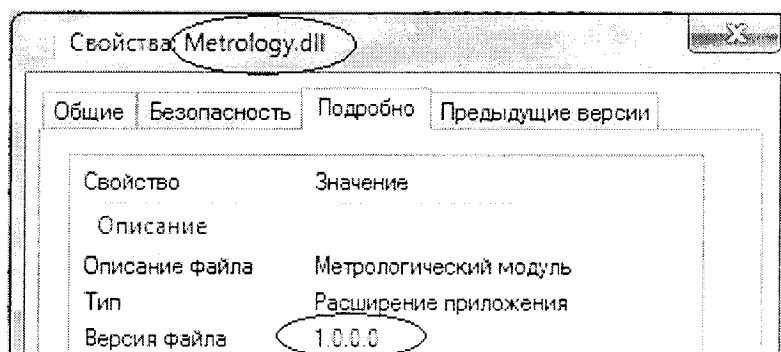 Свойства: Metrology.dll
Общие Безопасность Подробно Предыдущие версии
Свойство Значение
Описание
Описание файла Метрологический модуль
Тип Расширение приложения
Версия файла 1.0.0.0